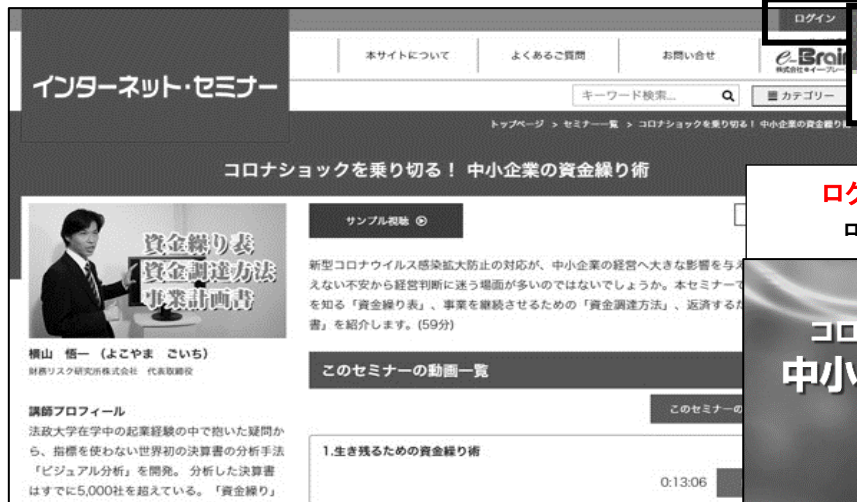 ログイン
本サイトについて
よくあるご質問
お問い合せ
e-Brain
インターネット・セミナー
キーワード検索...
カテゴリー
トップページ > セミナー一覧 > コロナショックを乗り切る! 中小企業の資金繰り
コロナショックを乗り切る! 中小企業の資金繰り術
資金繰り表
資金調達方法
事業計画書
横山 悟一 (よこやま ごいち)
財務リスク研究所株式会社 代表取締役
講師プロフィール
法政大学在学中の起業経験の中で抱いた疑問か
ら、指標を使わない世界初の決算書の分析手法
「ビジュアル分析」を開発。 分析した決算書
はすでに5,000社を超えている。「資金繰り」
サンプル視聴
新型コロナウイルス感染拡大防止の対応が、中小企業の経営へ大きな影響を与え
えない不安から経営判断に迷う場面が多いのではないでしょうか。本セミナーで
を知る「資金繰り表」、事業を継続させるための「資金調達方法」、返済するた
書」を紹介します。(59分)
このセミナーの動画一覧
このセミナーの
1.生き残るための資金繰り術
0:13:06
ログ
ロ
コロ
中小